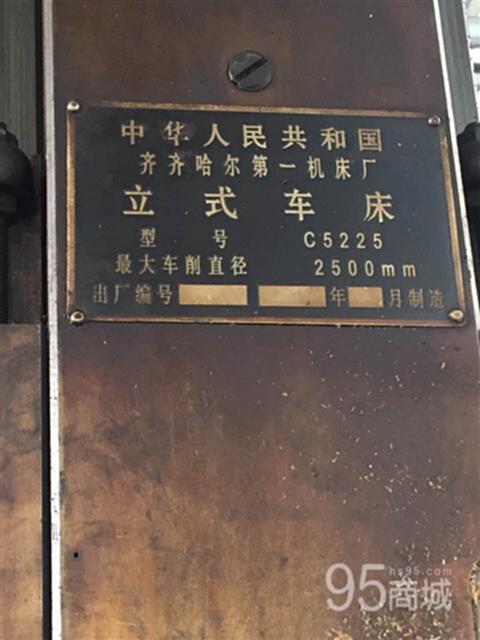 中华人民共和国
齐齐哈尔第一机床厂
立式车床
型号 C5225
最大车削直径 2500mm
出厂编号 年 月制造
95商城
hs95.com